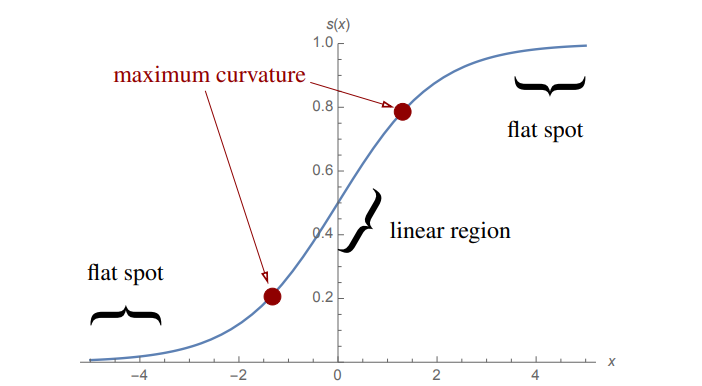 s(x)
1.0
maximum curvature
0.8
flat spot
0.6
0.4
linear region
flat spot
0.2
−4
−2
0
2
4
x